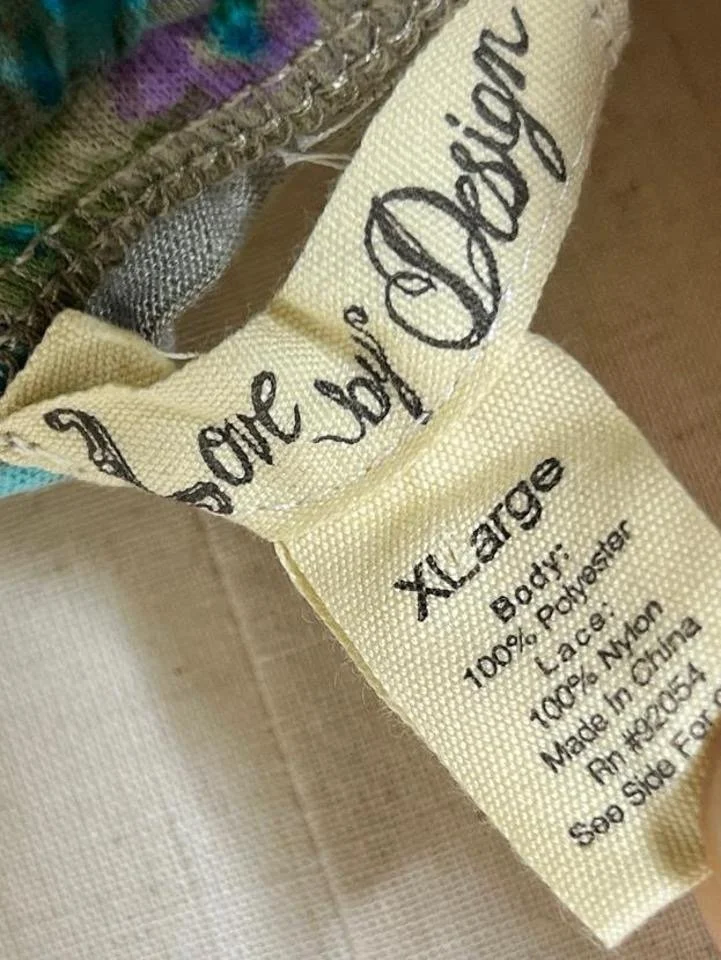 Love by Design
XLarge
Body:
100% Polyester
Lace:
100% Nylon
Made In China
Rn #92054
See Side For